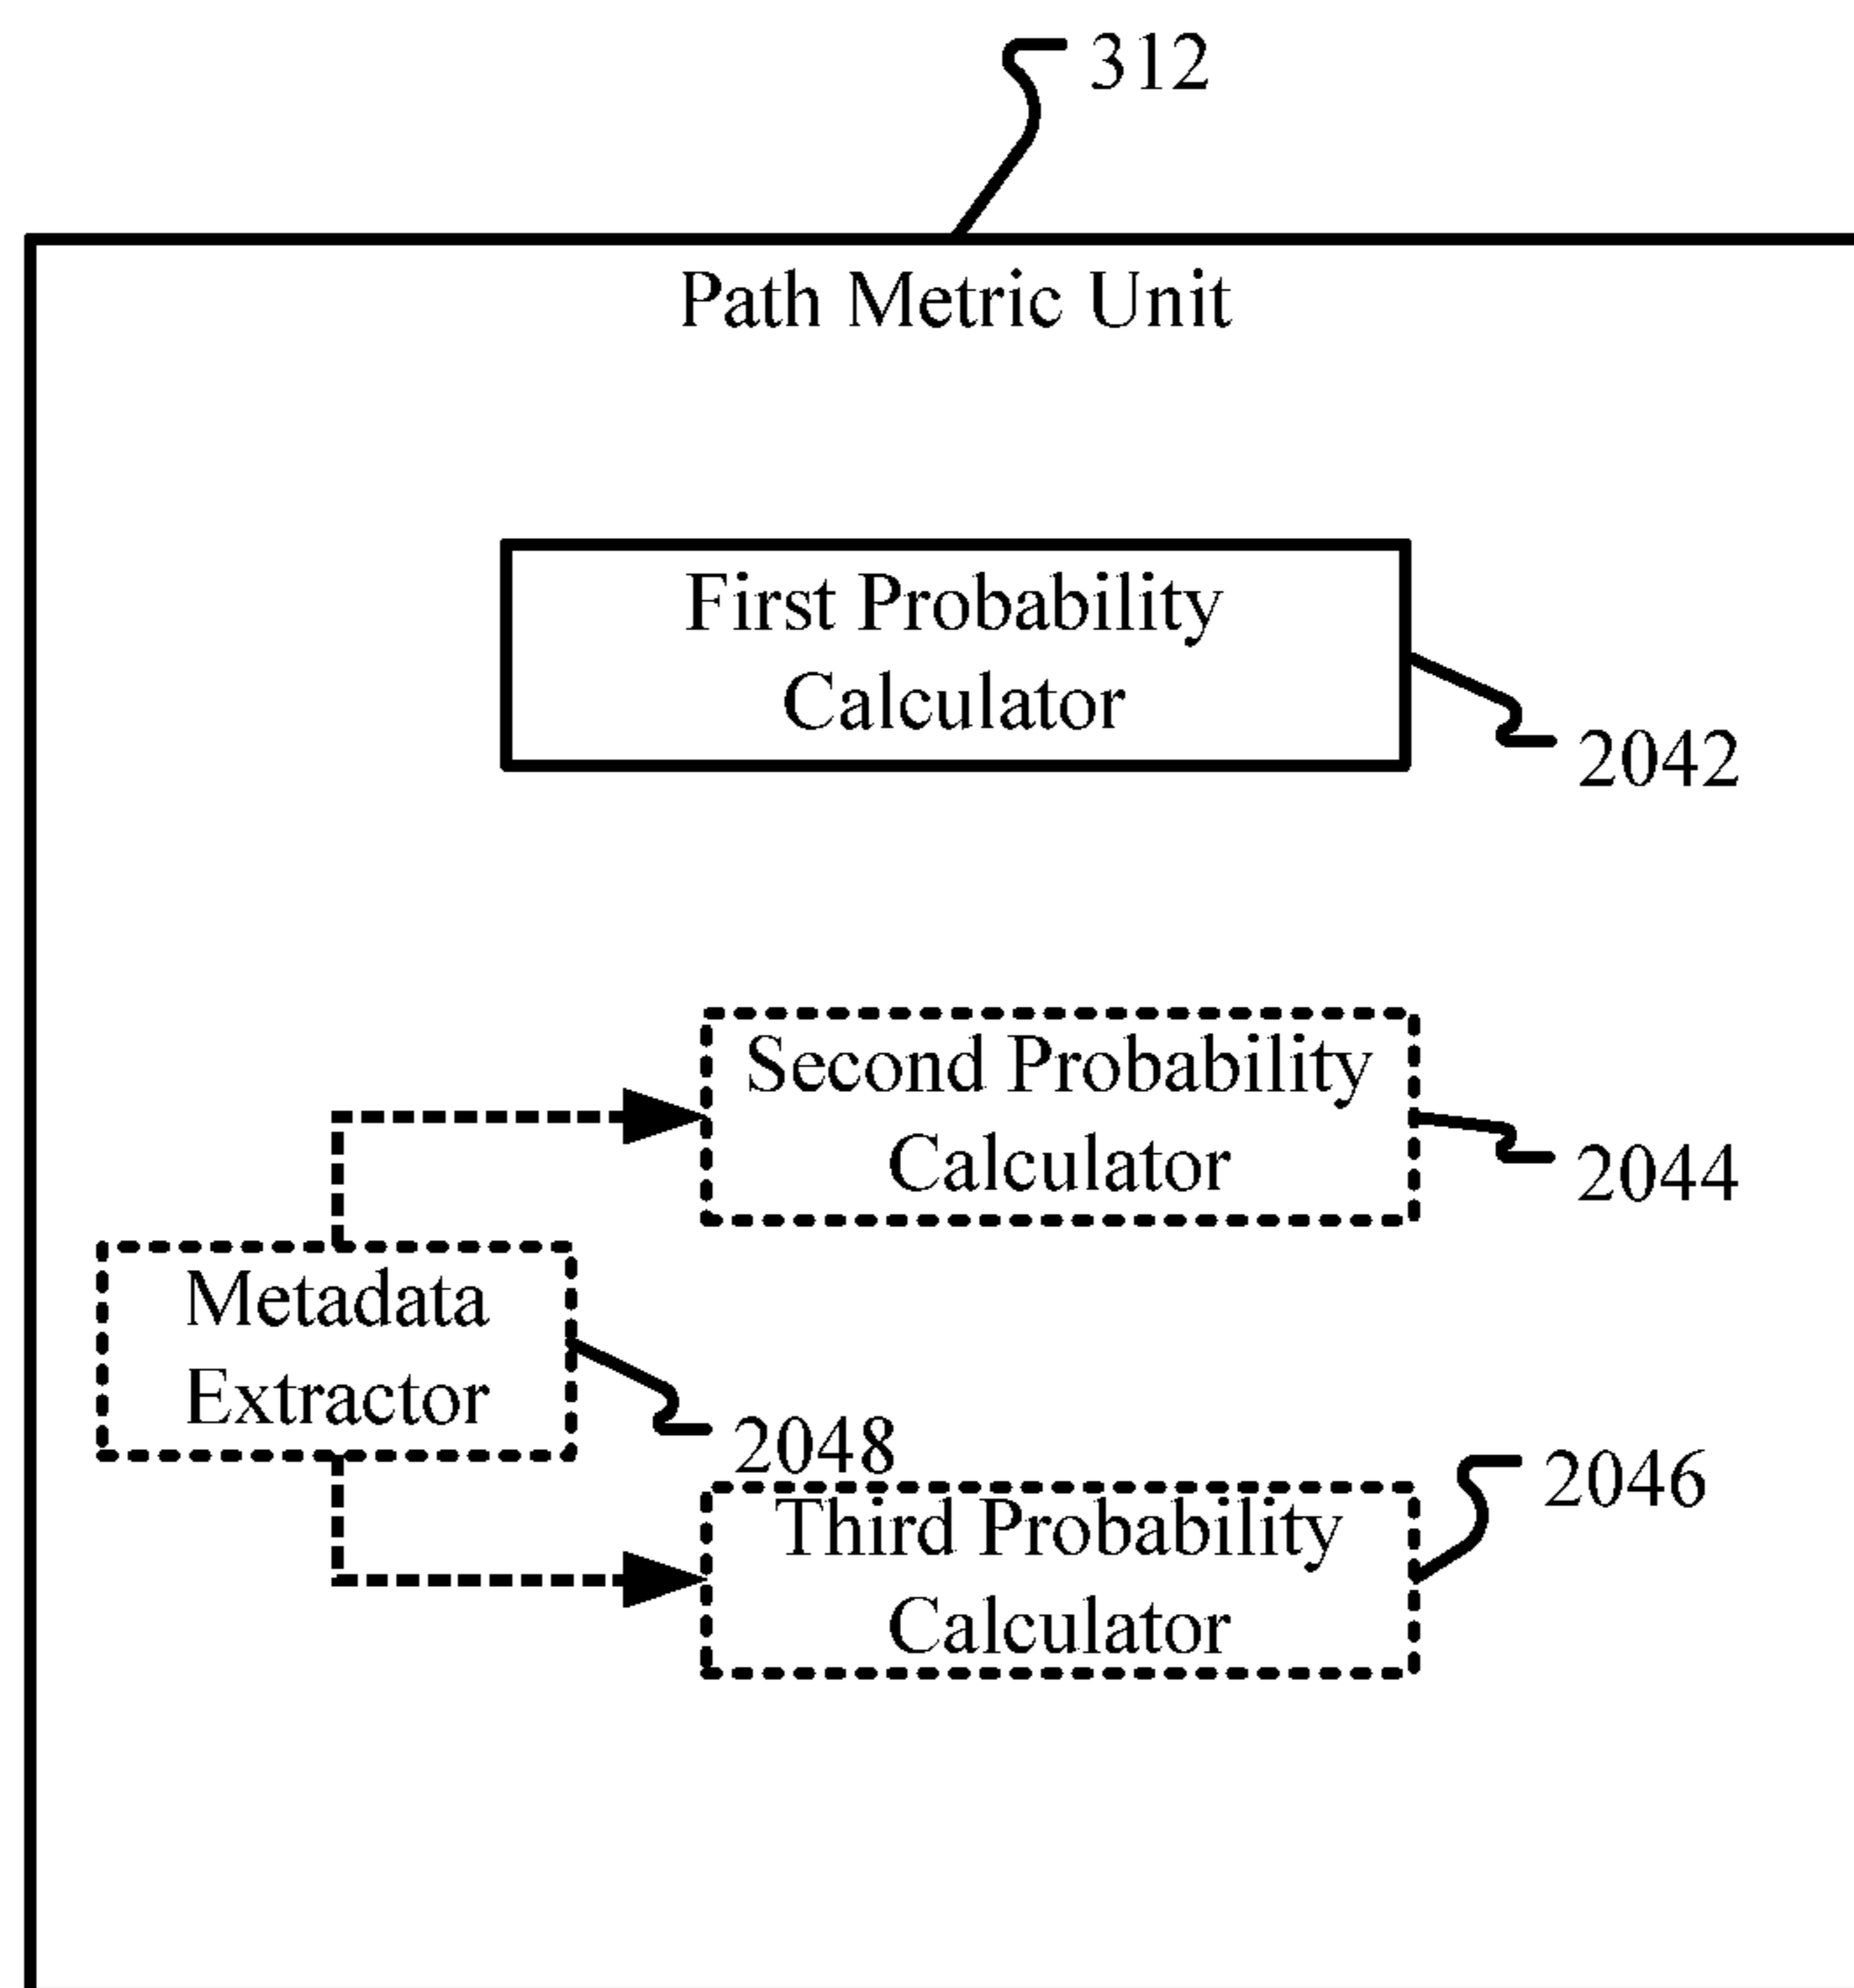 312
Path Metric Unit
First Probability
Calculator
2042
Second Probability
Calculator
2044
Metadata
Extractor
2048
2046
Third Probability
Calculator